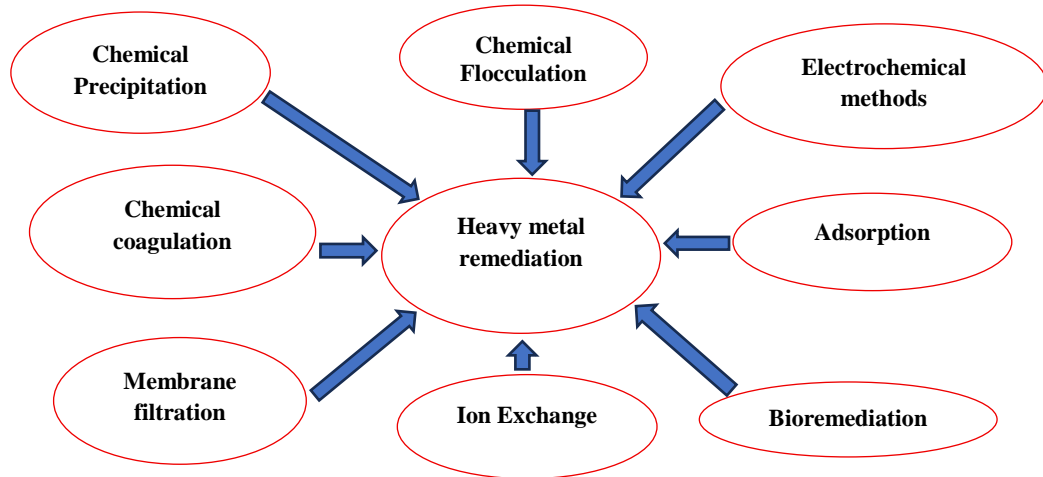 Chemical
Precipitation
Chemical
Flocculation
Electrochemical
methods
Chemical
coagulation
Heavy metal
remediation
Adsorption
Membrane
filtration
Ion Exchange
Bioremediation